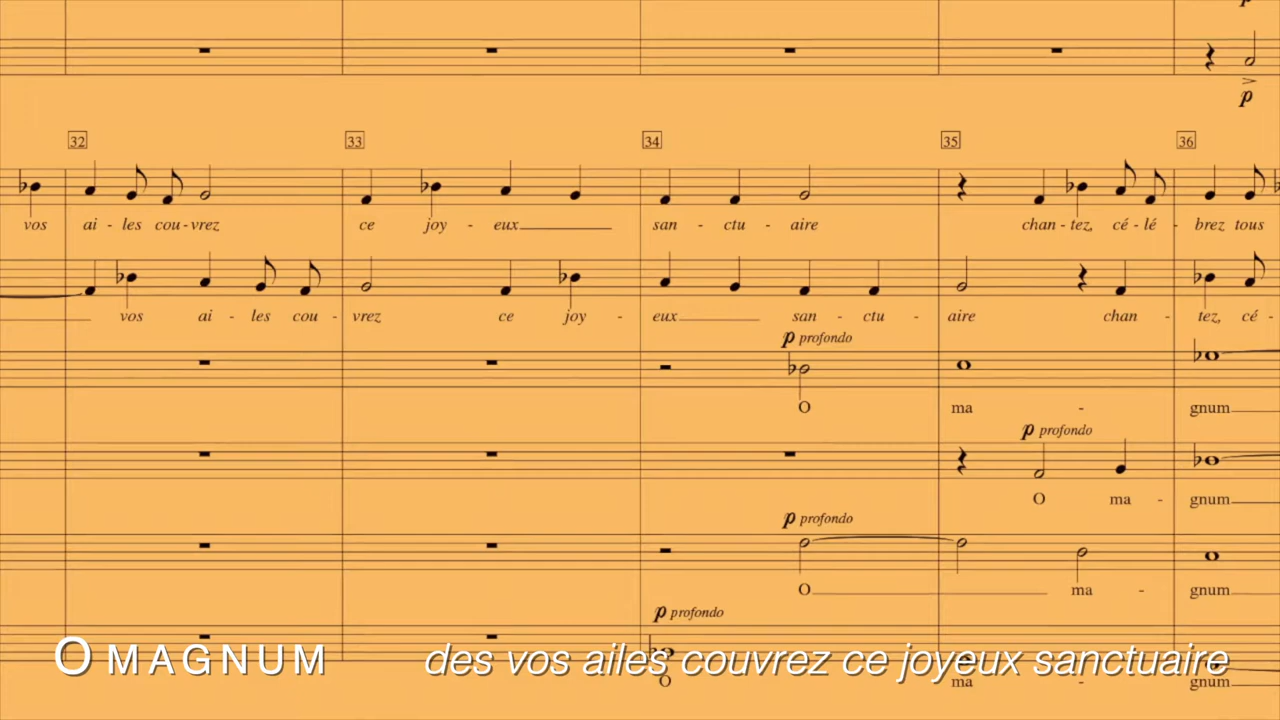 p
p
32 33 34 35 36
vos ai - les cou - vrez ce joy - eux san - ctu - aire chan - tez, cé - lé - brez tous
vos ai - les cou - vrez ce joy - eux san - ctu - aire chan - tez, cé -
p profondo
O ma - gnum
p profondo
O ma - gnum
p profondo
O ma - gnum
p profondo
O ma - gnum
O MAGNUM des vos ailes couvrez ce joyeux sanctuaire